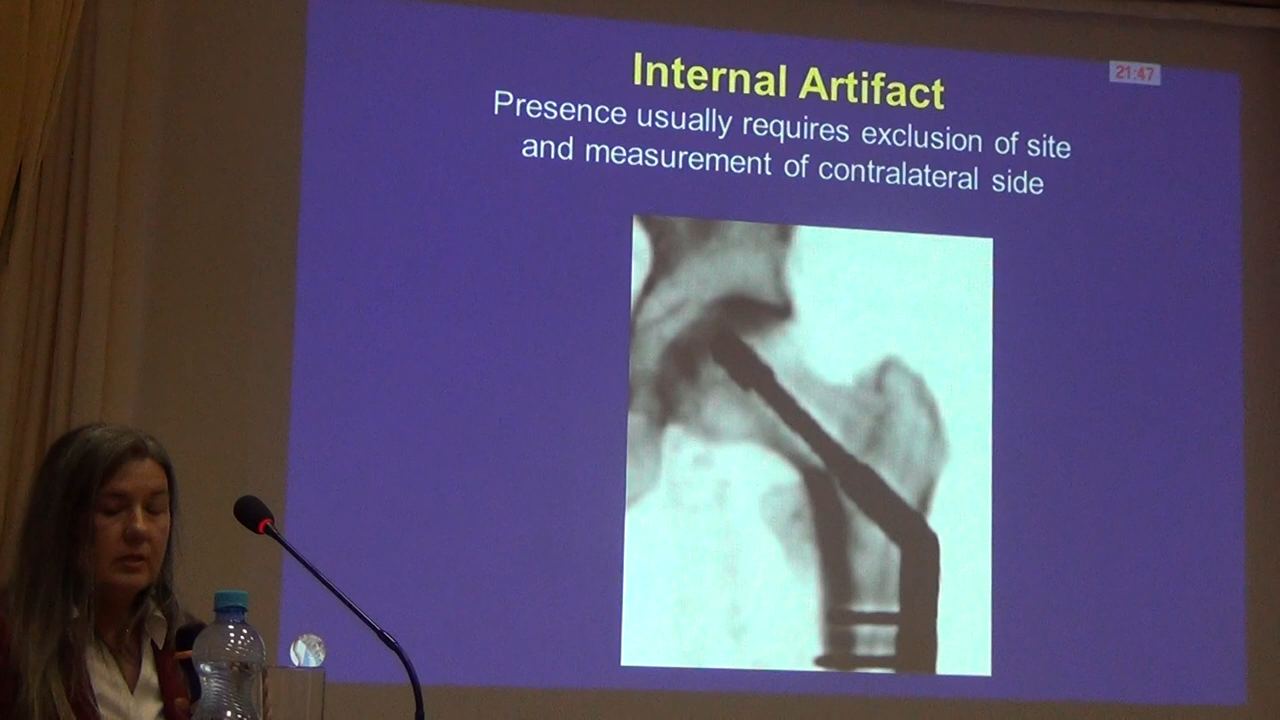 Internal Artifact
21:47
Presence usually requires exclusion of site
and measurement of contralateral side